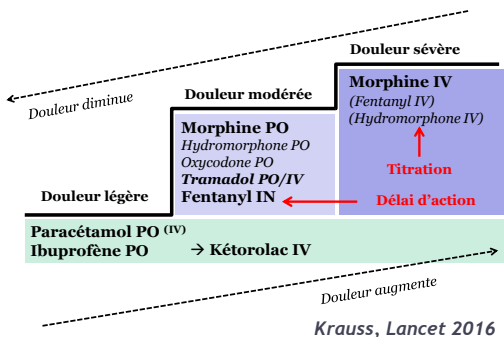 Douleur sévère
Douleur diminue
Douleur modérée
Morphine IV
(Fentanyl IV)
(Hydromorphone IV)
Morphine PO
Hydromorphone PO
Oxycodone PO
Tramadol PO/IV
Fentanyl IN
Titration
Délai d'action
Douleur légère
Paracétamol PO (IV)
Ibuprofène PO → Kétorolac IV
Douleur augmente
Krauss, Lancet 2016